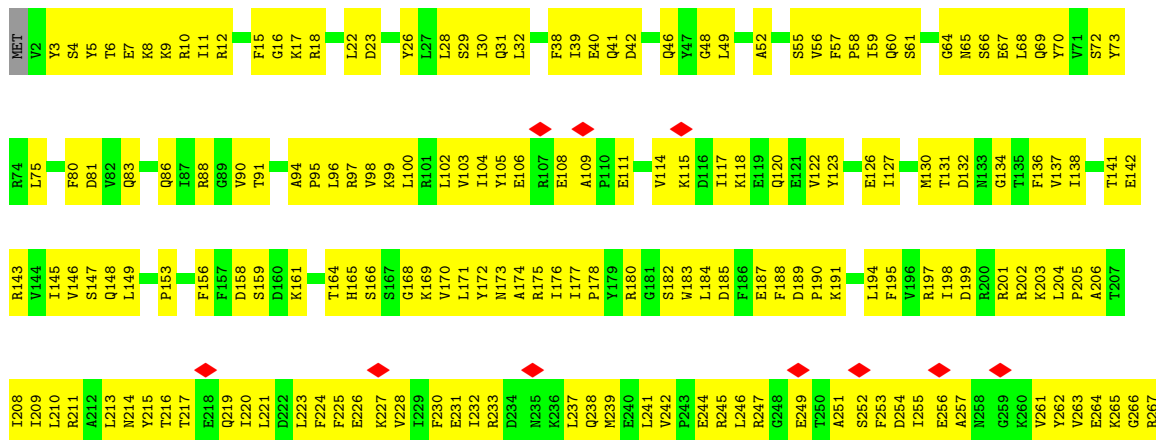 MET V2 Y3 S4 Y5 T6 E7 K8 K9 R10 I11 R12 F15 G16 K17 R18 L22 D23 Y26 L27 L28 S29 I30 Q31 L32 F38 I39 E40 Q41 D42 Q46 Y47 G48 L49 A52 S55 V56 F57 P58 I59 Q60 S61 G64 N65 S66 E67 L68 Q69 Y70 V71 S72 Y73
R74 L75 F80 D81 V82 Q83 Q86 I87 R88 G89 V90 T91 A94 P95 L96 R97 V98 K99 L100 R101 L102 V103 I104 Y105 E106 R107 E108 A109 P110 E111 V114 K115 D116 I117 K118 E119 Q120 E121 V122 Y123 E126 I127 M130 T131 D132 N133 G134 T135 F136 V137 I138 T141 E142
R143 V144 I145 V146 S147 Q148 L149 P153 F156 F157 D158 S159 D160 K161 T164 H165 S166 S167 G168 K169 V170 L171 Y172 N173 A174 R175 I176 I177 P178 Y179 R180 G181 S182 W183 L184 D185 F186 E187 F188 D189 P190 K191 L194 F195 V196 R197 I198 D199 R200 R201 R202 K203 L204 P205 A206 T207
I208 I209 L210 R211 A212 L213 N214 Y215 T216 T217 E218 Q219 I220 L221 D222 L223 F224 F225 E226 K227 V228 I229 F230 E231 I232 R233 D234 N235 K236 L237 Q238 M239 E240 L241 V242 P243 E244 R245 L246 R247 G248 E249 T250 A251 S252 F253 D254 I255 E256 A257 N258 G259 K260 V261 Y262 V263 E264 K265 G266 R267